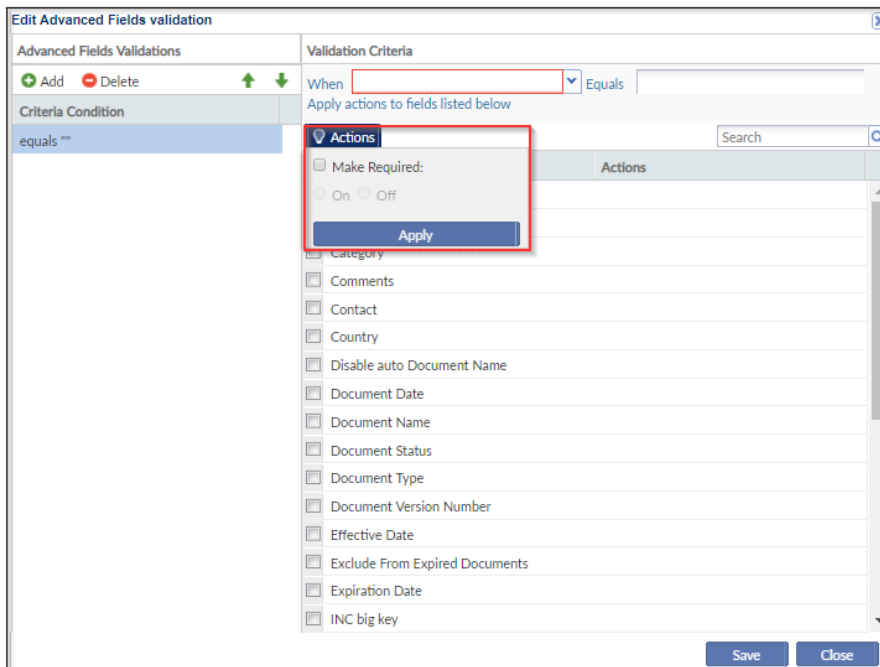 Edit Advanced Fields validation
Advanced Fields Validations
Validation Criteria
Add Delete
When Equals
Apply actions to fields listed below
Criteria Condition
equals ""
Actions
Search
Make Required:
Actions
On Off
Apply
Category
Comments
Contact
Country
Disable auto Document Name
Document Date
Document Name
Document Status
Document Type
Document Version Number
Effective Date
Exclude From Expired Documents
Expiration Date
INC big key
Save Close